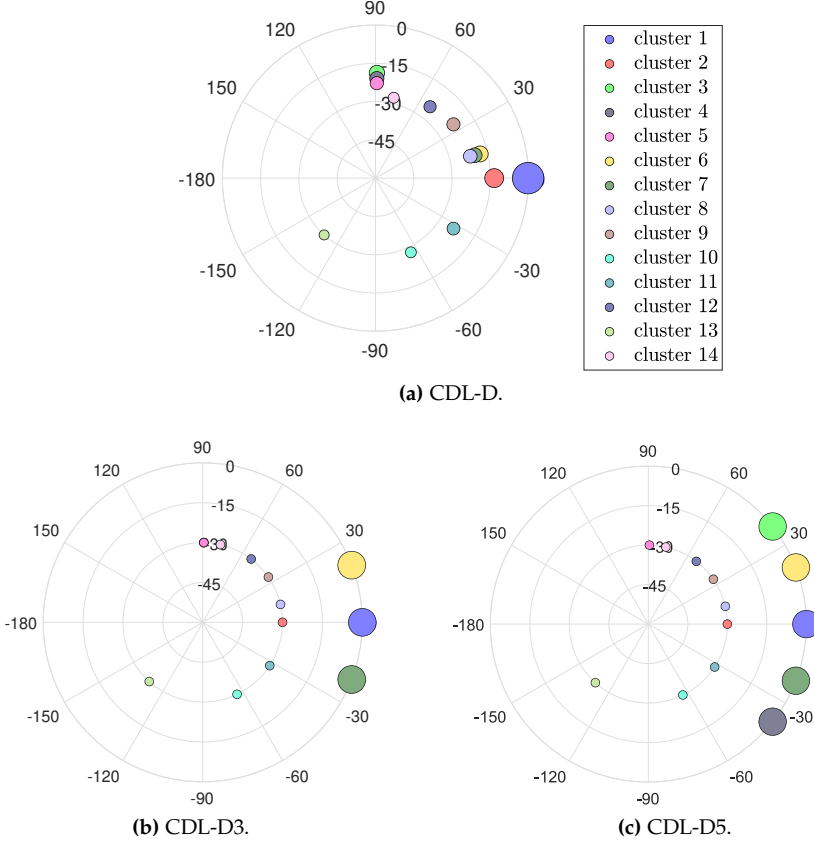 90
120
60
0
-15
150
30
-30
-45
-180
-150
-30
-120
-60
-90
cluster 1
cluster 2
cluster 3
cluster 4
cluster 5
cluster 6
cluster 7
cluster 8
cluster 9
cluster 10
cluster 11
cluster 12
cluster 13
cluster 14
(a) CDL-D.
90
120
60
0
-15
150
30
-45
-180
-150
-30
-120
-60
-90
(b) CDL-D3.
90
120
60
0
-15
150
30
-30
-45
-180
-150
-30
-120
-60
-90
(c) CDL-D5.